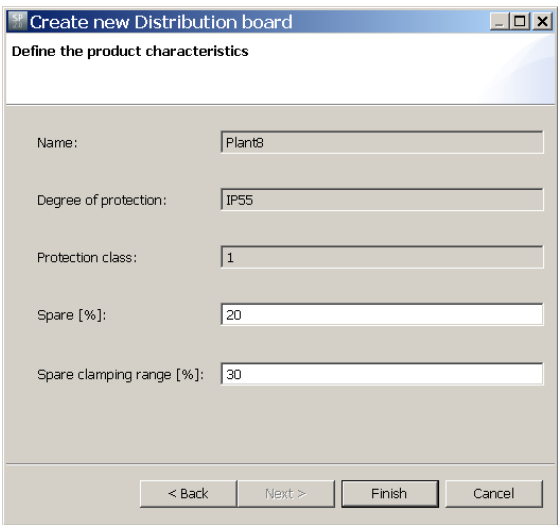 Create new Distribution board
Define the product characteristics
Name: Plant8
Degree of protection: IP55
Protection class: 1
Spare [%]: 20
Spare clamping range [%]: 30
< Back Next > Finish Cancel